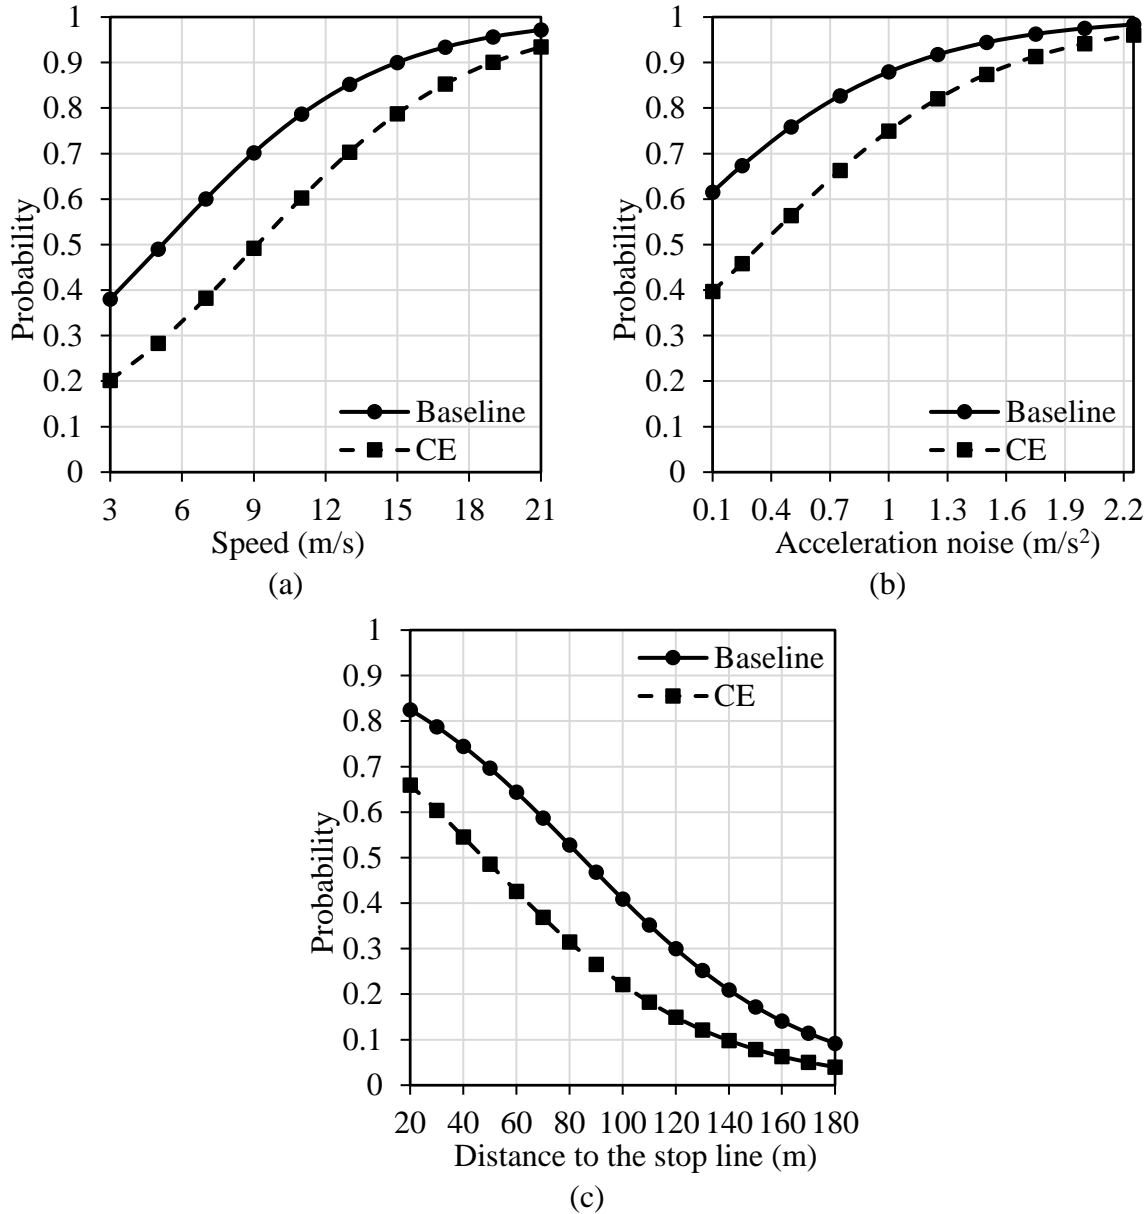 1
0.9
0.8
0.7
0.6
0.5
0.4
0.3
0.2
0.1
0
Probability
Baseline
CE
3 6 9 12 15 18 21
Speed (m/s)
(a)
1
0.9
0.8
0.7
0.6
0.5
0.4
0.3
0.2
0.1
0
Probability
Baseline
CE
0.1 0.4 0.7 1 1.3 1.6 1.9 2.2
Acceleration noise (m/s²)
(b)
1
0.9
0.8
0.7
0.6
0.5
0.4
0.3
0.2
0.1
0
Probability
Baseline
CE
20 40 60 80 100 120 140 160 180
Distance to the stop line (m)
(c)